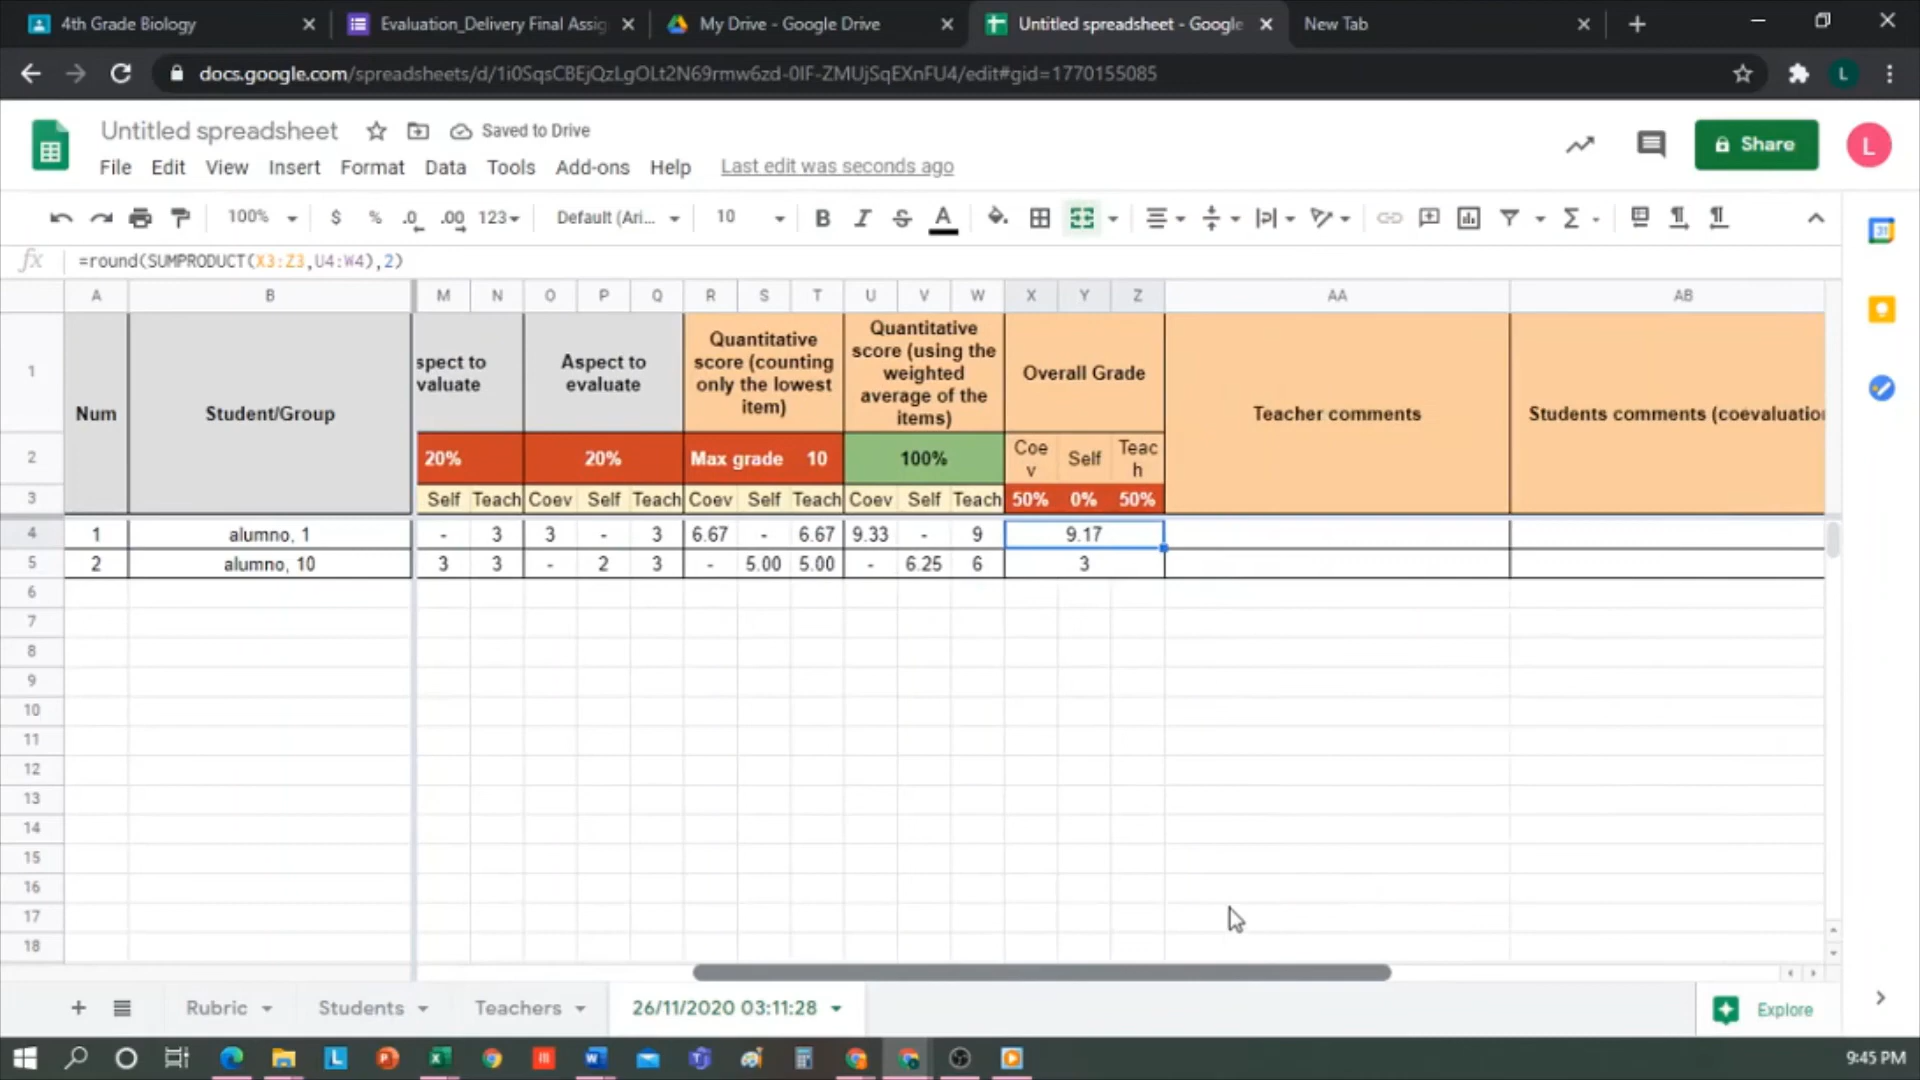 4th Grade Biology
Evaluation_Delivery Final Assig
My Drive - Google Drive
Untitled spreadsheet - Google
New Tab
docs.google.com/spreadsheets/d/1i0SqsCBEjQzLgOLt2N69rmw6zd-0IF-ZMUjSqEXnFU4/edit#gid=1770155085
L
Untitled spreadsheet
Saved to Drive
Share
L
File Edit View Insert Format Data Tools Add-ons Help Last edit was seconds ago
100% $ % .0 .00 123 Default (Ari... 10 B I S A
31
fx =round(SUMPRODUCT(X3:Z3,U4:W4),2)
A B M N O P Q R S T U V W X Y Z AA AB
1
Num
Student/Group
spect to
valuate
Aspect to
evaluate
Quantitative
score (counting
only the lowest
item)
Quantitative
score (using the
weighted
average of the
items)
Overall Grade
Teacher comments
Students comments (coevaluation
2 20% 20% Max grade 10 100%
Coe
v
Self
Teac
h
3 Self Teach Coev Self Teach Coev Self Teach Coev Self Teach 50% 0% 50%
4 1 alumno, 1 - 3 3 - 3 6.67 - 6.67 9.33 - 9 9.17
5 2 alumno, 10 3 3 - 2 3 - 5.00 5.00 - 6.25 6 3
6
7
8
9
10
11
12
13
14
15
16
17
18
+ Rubric Students Teachers 26/11/2020 03:11:28 Explore
9:45 PM